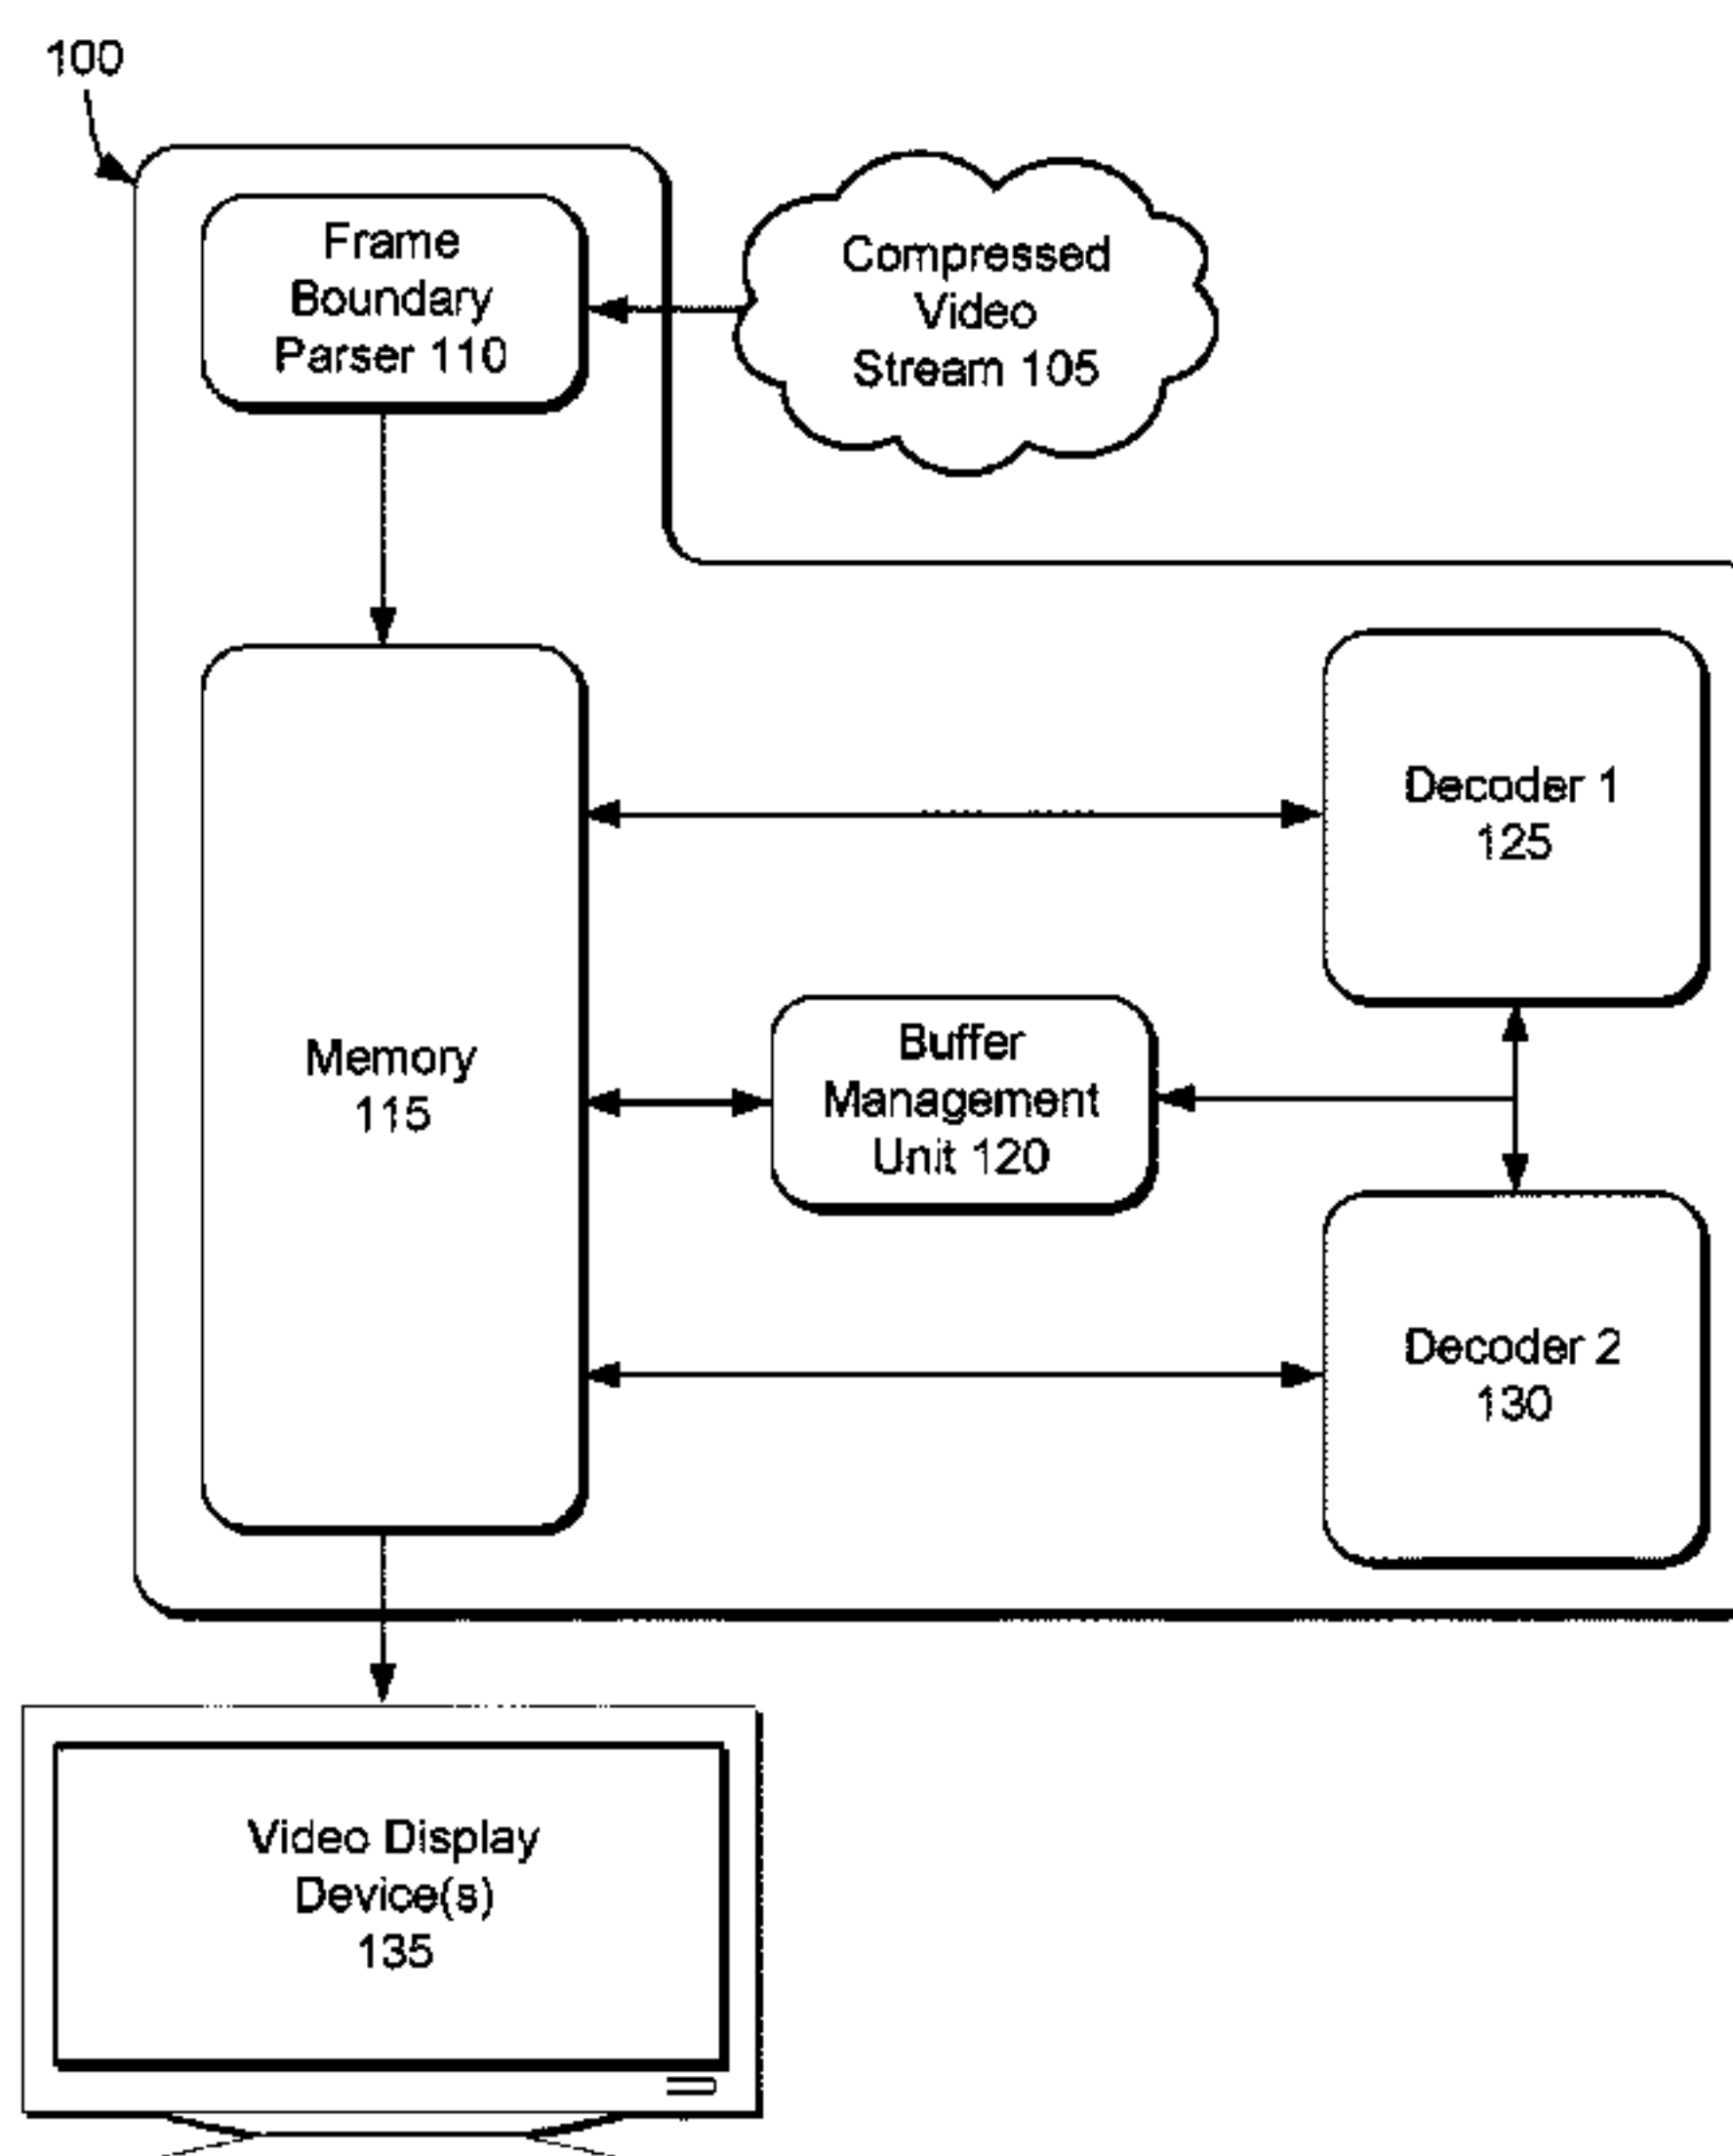 100
Frame
Boundary
Parser 110
Compressed
Video
Stream 105
Decoder 1
125
Memory
115
Buffer
Management
Unit 120
Decoder 2
130
Video Display
Device(s)
135